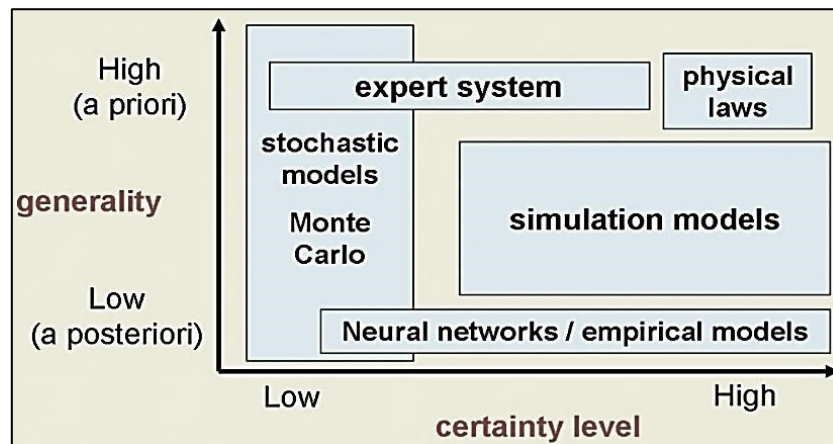 High
(a priori)
expert system
physical
laws
stochastic
models
generality
simulation models
Monte
Carlo
Low
(a posteriori)
Neural networks / empirical models
Low
High
certainty level